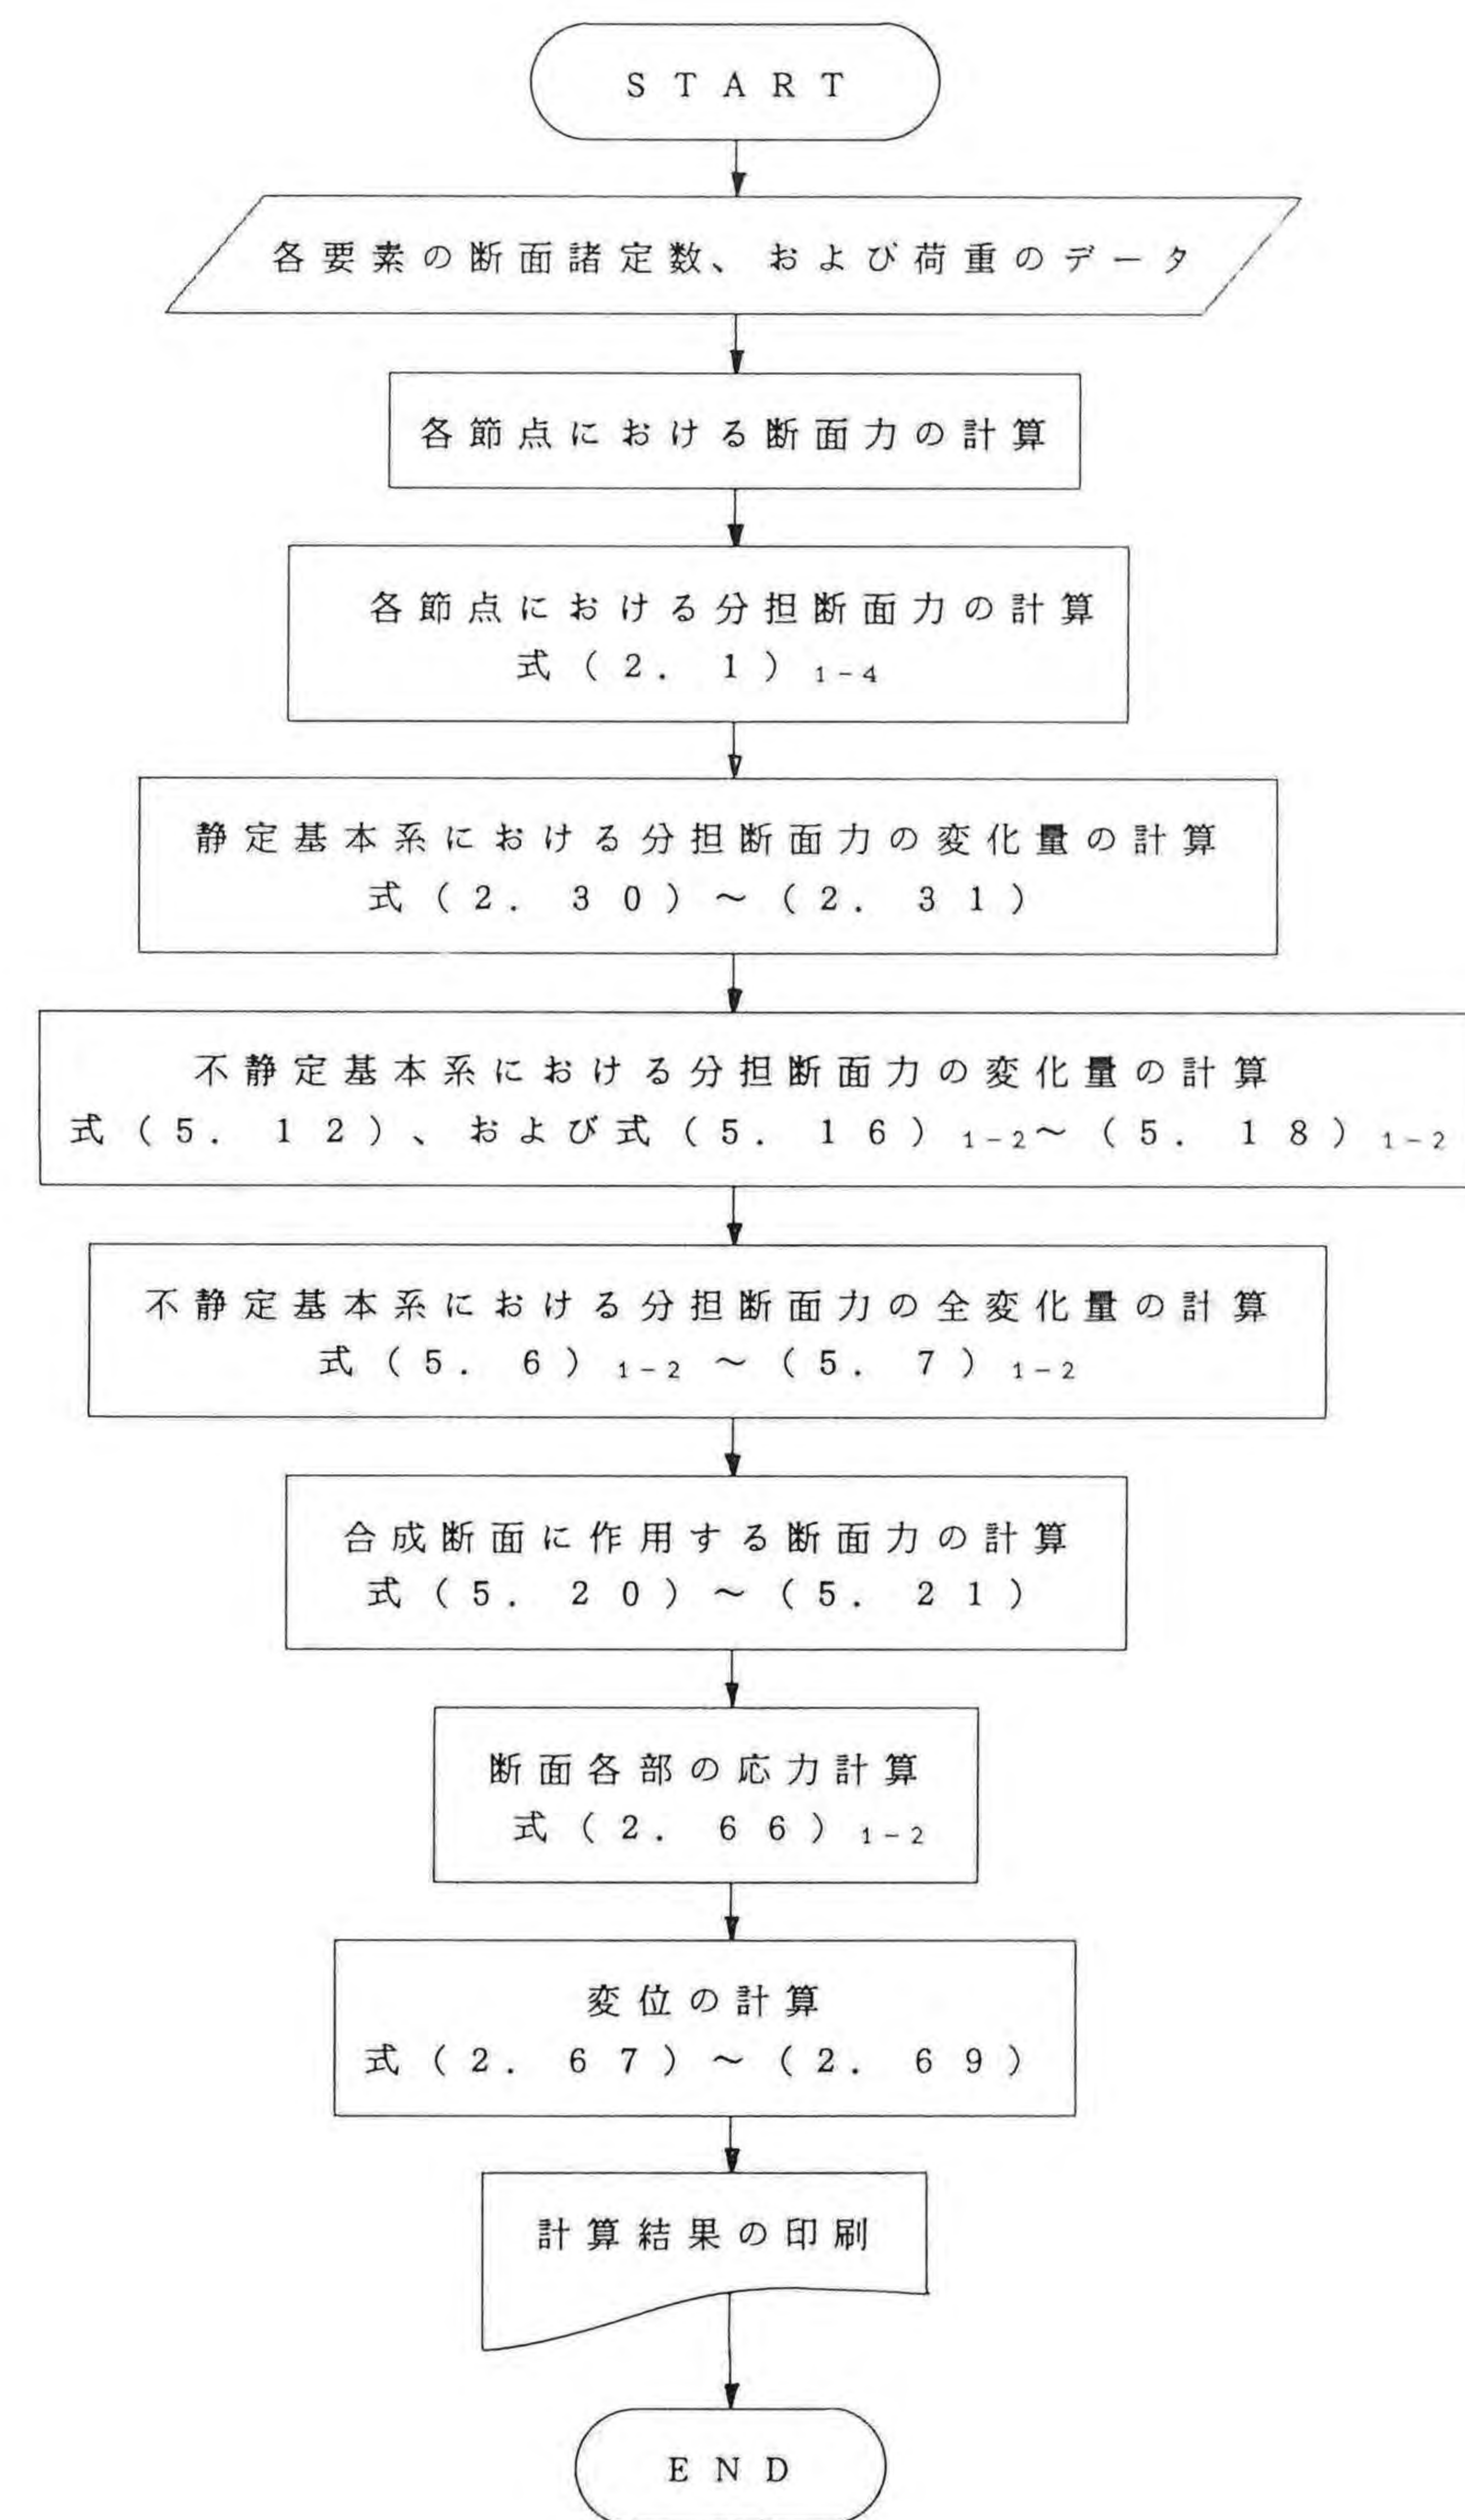 START
各要素の断面諸定数、および荷重のデータ
各節点における断面力の計算
各節点における分担断面力の計算
式(2.1)1-4
静定基本系における分担断面力の変化量の計算
式(2.30)～(2.31)
不静定基本系における分担断面力の変化量の計算
式(5.12)、および式(5.16)1-2～(5.18)1-2
不静定基本系における分担断面力の全変化量の計算
式(5.6)1-2～(5.7)1-2
合成断面に作用する断面力の計算
式(5.20)～(5.21)
断面各部の応力計算
式(2.66)1-2
変位の計算
式(2.67)～(2.69)
計算結果の印刷
END